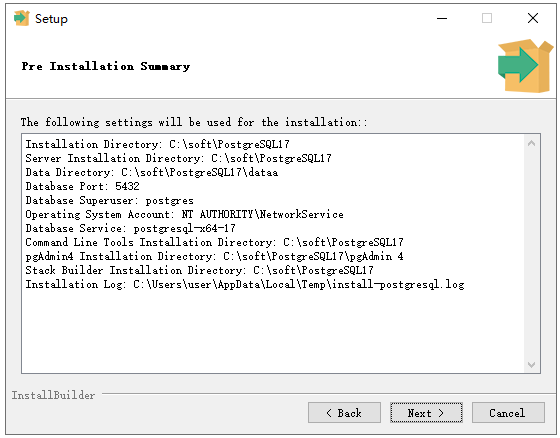 Setup
Pre Installation Summary
The following settings will be used for the installation::
Installation Directory: C:\soft\PostgreSQL17
Server Installation Directory: C:\soft\PostgreSQL17
Data Directory: C:\soft\PostgreSQL17\dataa
Database Port: 5432
Database Superuser: postgres
Operating System Account: NT AUTHORITY\NetworkService
Database Service: postgresql-x64-17
Command Line Tools Installation Directory: C:\soft\PostgreSQL17
pgAdmin4 Installation Directory: C:\soft\PostgreSQL17\pgAdmin 4
Stack Builder Installation Directory: C:\soft\PostgreSQL17
Installation Log: C:\Users\user\AppData\Local\Temp\install-postgresql.log
InstallBuilder
< Back Next > Cancel